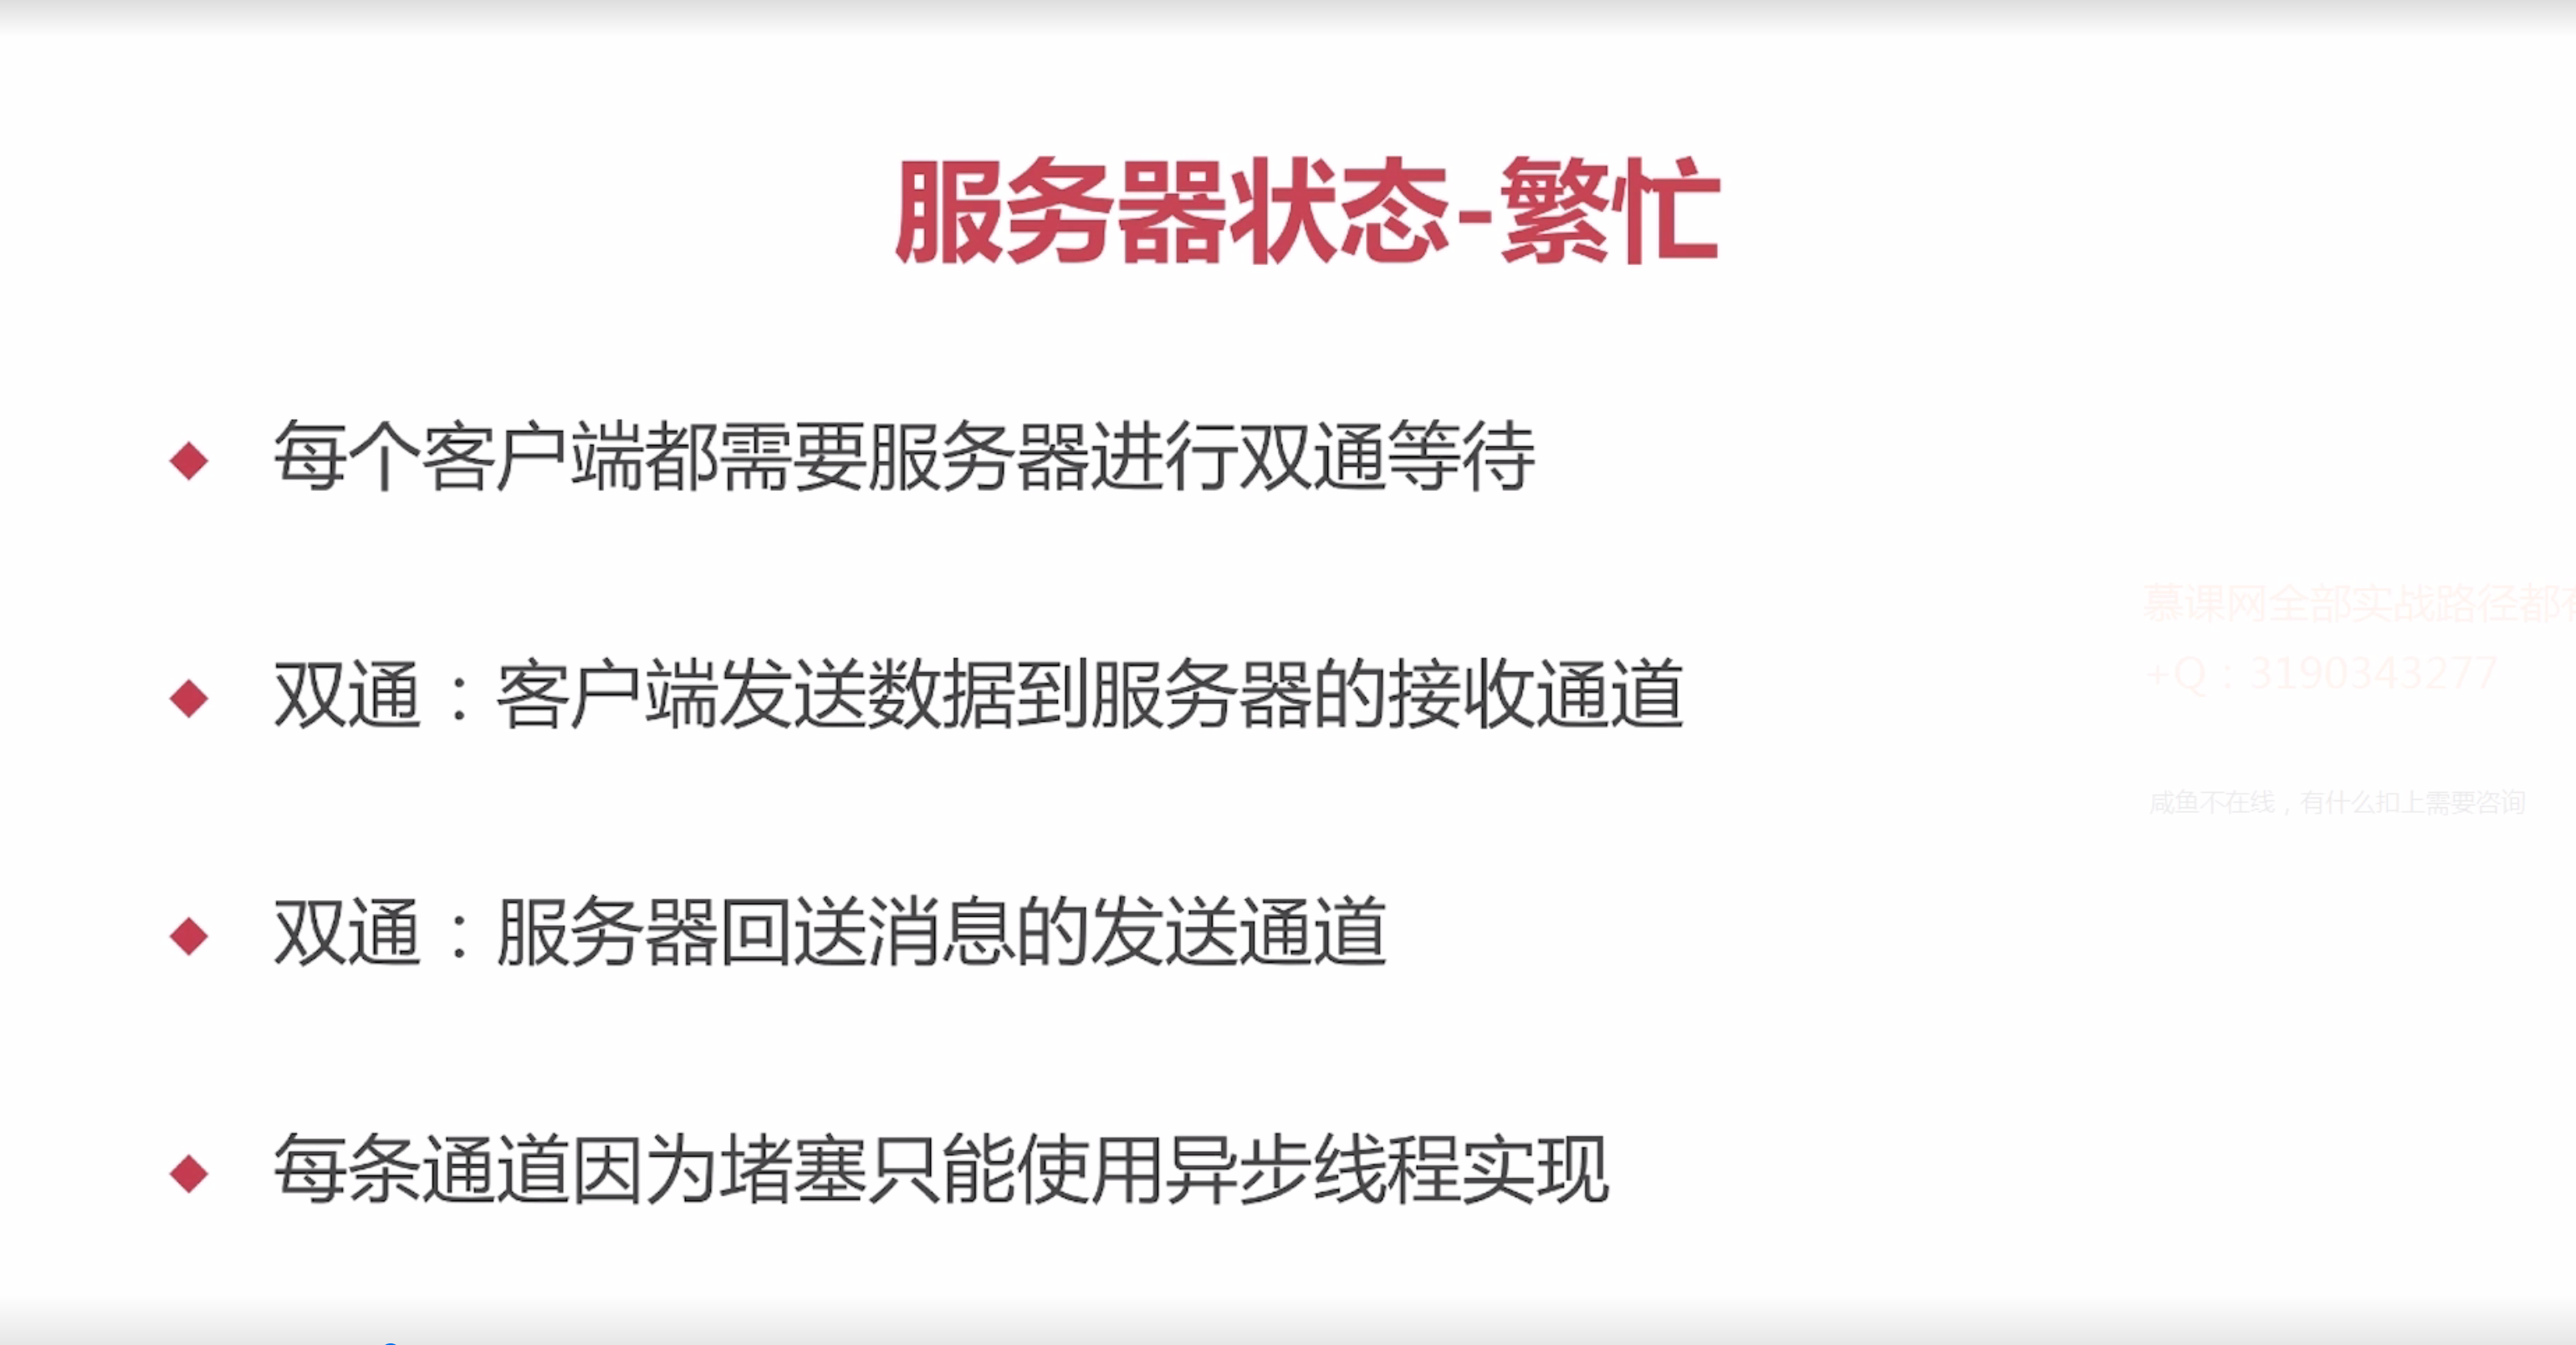 服务器状态-繁忙
每个客户端都需要服务器进行双通等待
双通：客户端发送数据到服务器的接收通道
慕课网全部实战路径都有
+Q：3190343277
咸鱼不在线，有什么扣上需要咨询
双通：服务器回送消息的发送通道
每条通道因为堵塞只能使用异步线程实现